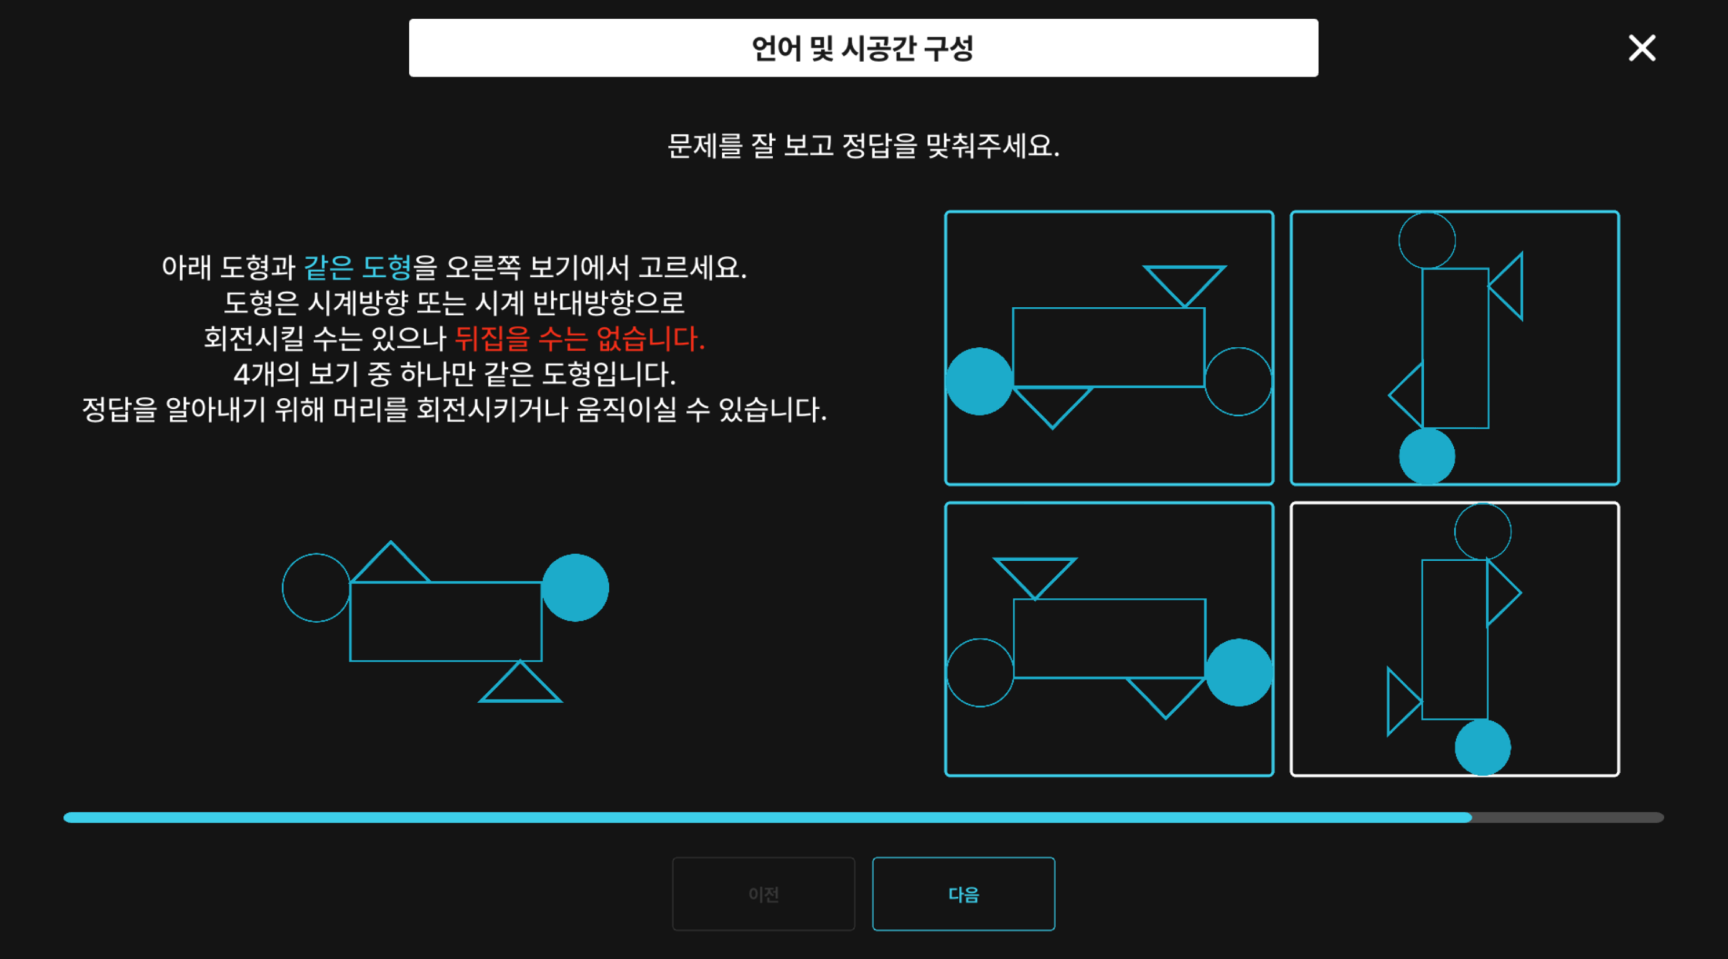 언어 및 시공간 구성
문제를 잘 보고 정답을 맞춰주세요.
아래 도형과 같은 도형을 오른쪽 보기에서 고르세요.
도형은 시계방향 또는 시계 반대방향으로
회전시킬 수는 있으나 뒤집을 수는 없습니다.
4개의 보기 중 하나만 같은 도형입니다.
정답을 알아내기 위해 머리를 회전시키거나 움직이실 수 있습니다.
이전
다음